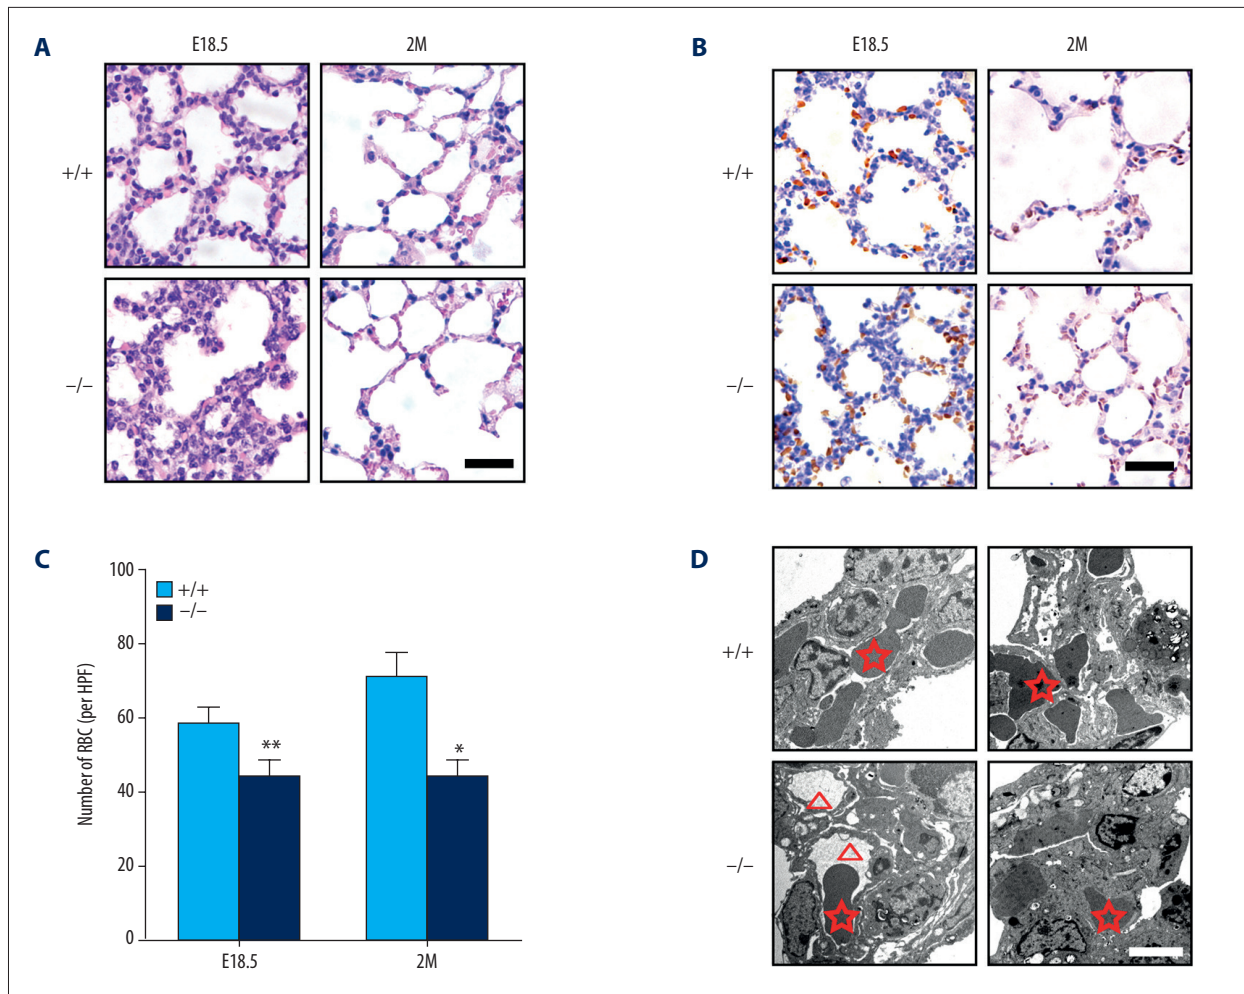 A
E18.5
2M
+/+
−/−
B
E18.5
2M
+/+
−/−
C
Number of RBC (per HPF)
100
80
60
40
20
0
+/+
−/−
**
*
E18.5
2M
D
+/+
−/−